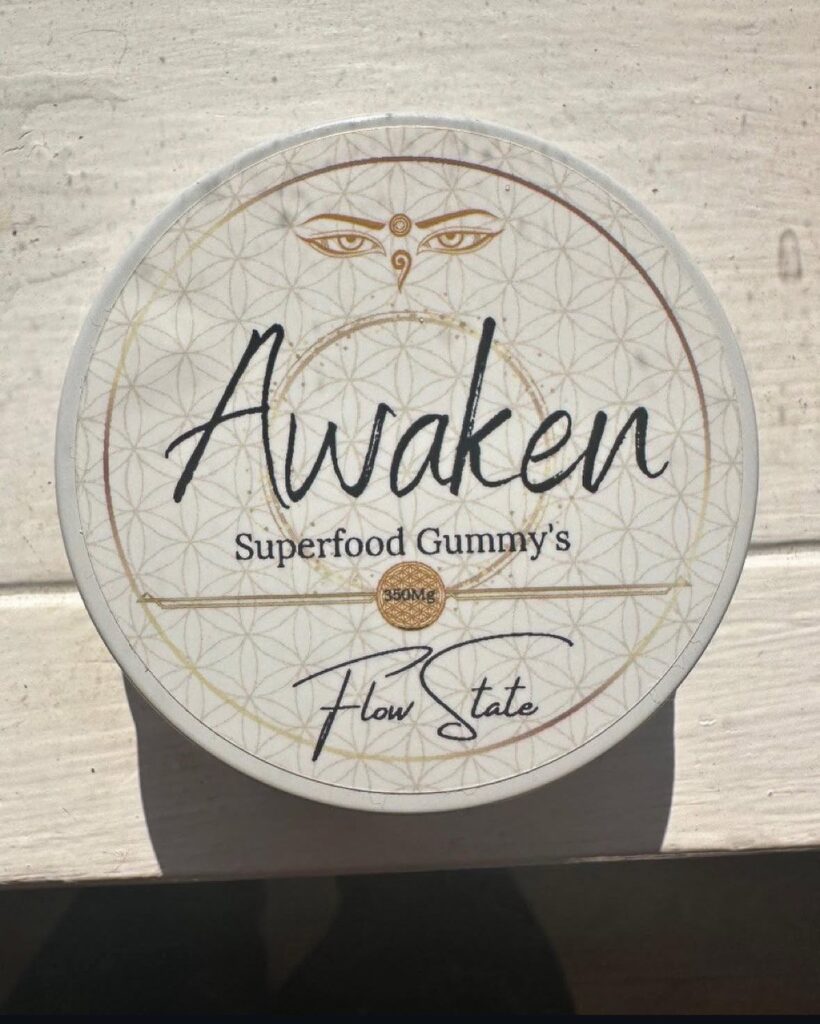 Awaken
Superfood Gummy's
350Mg
Flow State